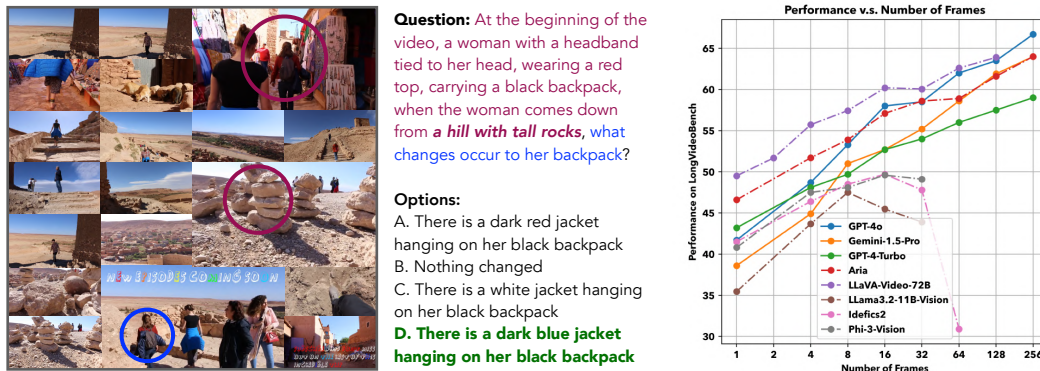 NEW EPISODES COMING SOON
Question: At the beginning of the
video, a woman with a headband
tied to her head, wearing a red
top, carrying a black backpack,
when the woman comes down
from a hill with tall rocks, what
changes occur to her backpack?
Options:
A. There is a dark red jacket
hanging on her black backpack
B. Nothing changed
C. There is a white jacket hanging
on her black backpack
D. There is a dark blue jacket
hanging on her black backpack
Performance v.s. Number of Frames
Performance on LongVideoBench
65
60
55
50
45
40
35
30
GPT-4o
Gemini-1.5-Pro
GPT-4-Turbo
Aria
LLaVA-Video-72B
LLama3.2-11B-Vision
Idefics2
Phi-3-Vision
1 2 4 8 16 32 64 128 256
Number of Frames